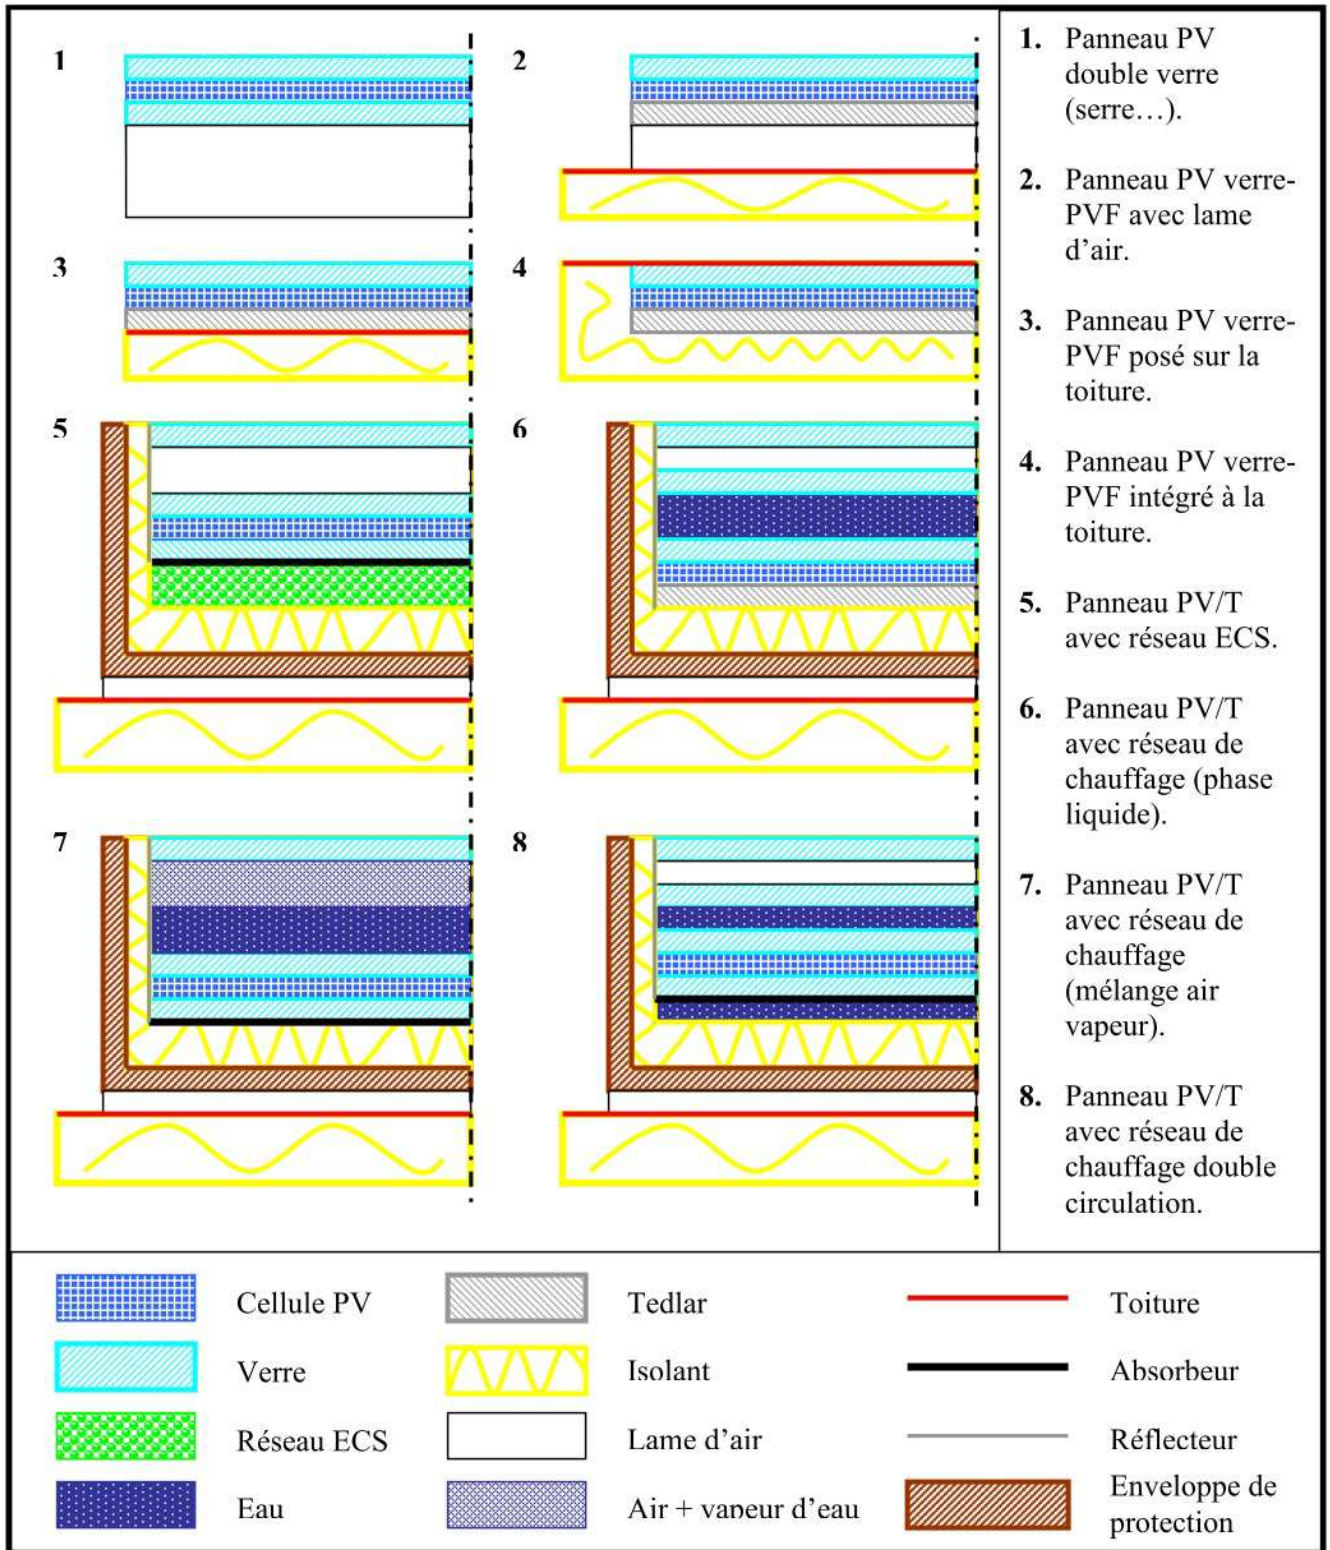 1
2
3
4
5
6
7
8
1. Panneau PV
double verre
(serre…).
2. Panneau PV verre-
PVF avec lame
d’air.
3. Panneau PV verre-
PVF posé sur la
toiture.
4. Panneau PV verre-
PVF intégré à la
toiture.
5. Panneau PV/T
avec réseau ECS.
6. Panneau PV/T
avec réseau de
chauffage (phase
liquide).
7. Panneau PV/T
avec réseau de
chauffage
(mélange air
vapeur).
8. Panneau PV/T
avec réseau de
chauffage double
circulation.
Cellule PV
Tedlar
Toiture
Verre
Isolant
Absorbeur
Réseau ECS
Lame d’air
Réflecteur
Eau
Air + vapeur d’eau
Enveloppe de
protection